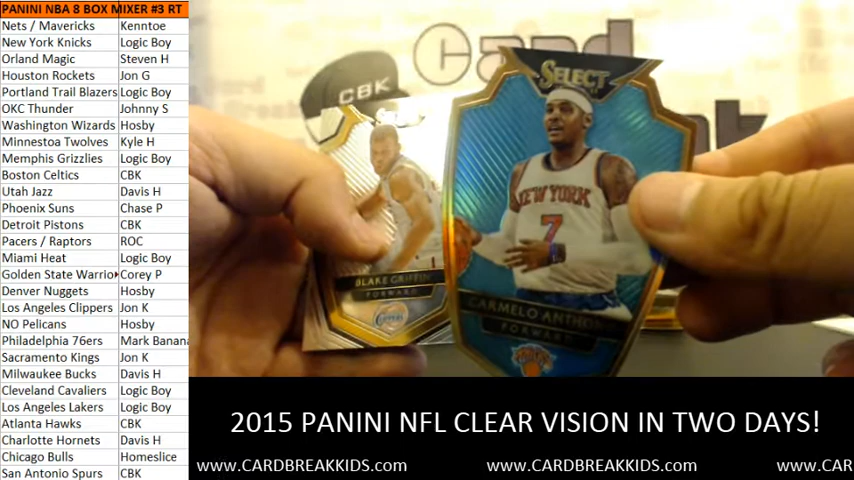 PANINI NBA 8 BOX MIXER #3 RT
Nets / Mavericks Kenntoe
New York Knicks Logic Boy
Orland Magic Steven H
Houston Rockets Jon G
Portland Trail Blazers Logic Boy
OKC Thunder Johnny S
Washington Wizards Hosby
Minnestoa Twolves Kyle H
Memphis Grizzlies Logic Boy
Boston Celtics CBK
Utah Jazz Davis H
Phoenix Suns Chase P
Detroit Pistons CBK
Pacers / Raptors ROC
Miami Heat Logic Boy
Golden State Warrio Corey P
Denver Nuggets Hosby
Los Angeles Clippers Jon K
NO Pelicans Hosby
Philadelphia 76ers Mark Banana
Sacramento Kings Jon K
Milwaukee Bucks Davis H
Cleveland Cavaliers Logic Boy
Los Angeles Lakers Logic Boy
Atlanta Hawks CBK
Charlotte Hornets Davis H
Chicago Bulls Homeslice
San Antonio Spurs CBK
Card
CBK
SELECT
NEW YORK
7
BLAKE GRIFFIN
FORWARD
CARMELO ANTHON
FORWARD
2015 PANINI NFL CLEAR VISION IN TWO DAYS!
www.CARDBREAKKIDS.com www.CARDBREAKKIDS.com www.CA